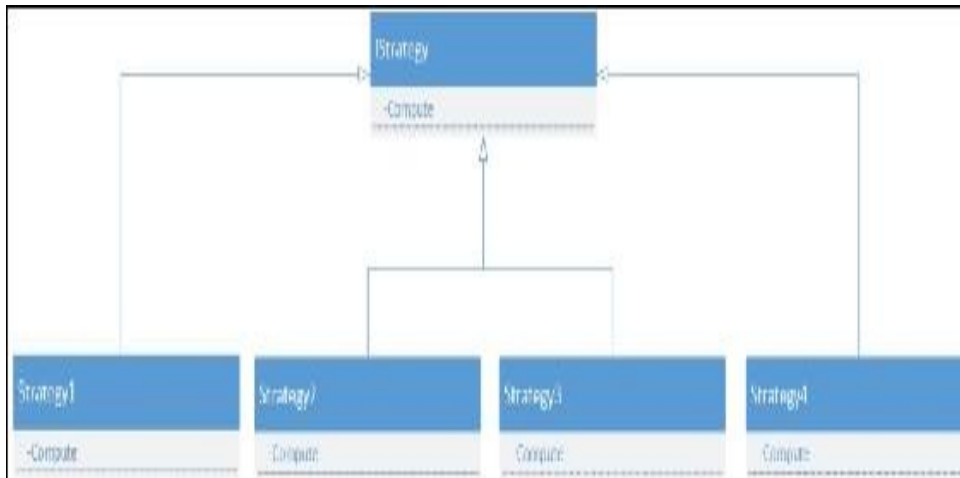 IStrategy
-Compute
Strategy1
-Compute
Strategy2
-Compute
Strategy3
Compute
Strategy4
Compute